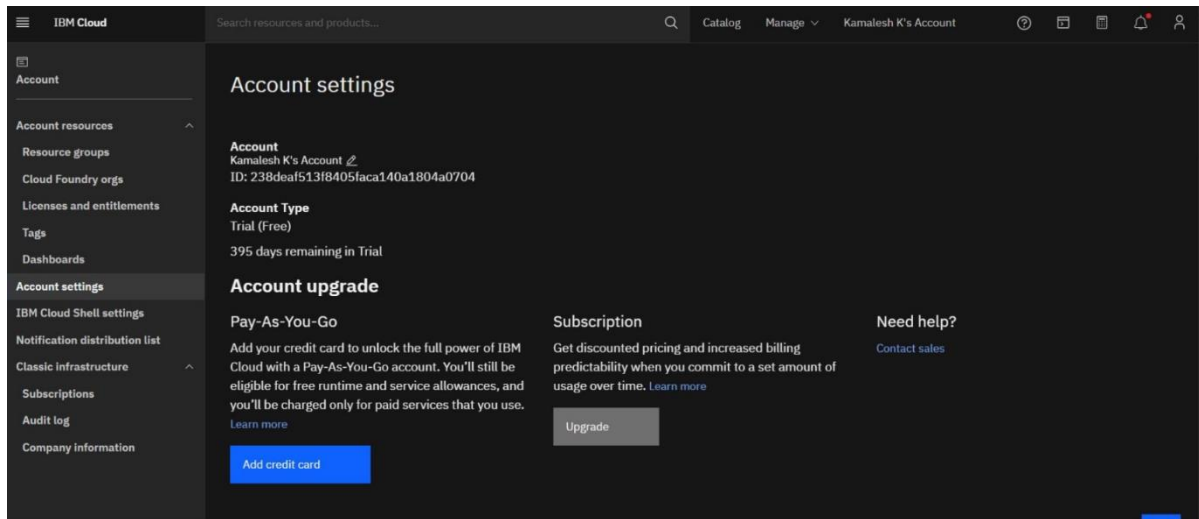 IBM Cloud
Search resources and products...
Catalog
Manage
Kamalesh K's Account
Account
Account resources
Resource groups
Cloud Foundry orgs
Licenses and entitlements
Tags
Dashboards
Account settings
IBM Cloud Shell settings
Notification distribution list
Classic infrastructure
Subscriptions
Audit log
Company information
Account settings
Account
Kamalesh K's Account
ID: 238deaf513f8405faca140a1804a0704
Account Type
Trial (Free)
395 days remaining in Trial
Account upgrade
Pay-As-You-Go
Add your credit card to unlock the full power of IBM
Cloud with a Pay-As-You-Go account. You'll still be
eligible for free runtime and service allowances, and
you'll be charged only for paid services that you use.
Learn more
Add credit card
Subscription
Get discounted pricing and increased billing
predictability when you commit to a set amount of
usage over time. Learn more
Upgrade
Need help?
Contact sales